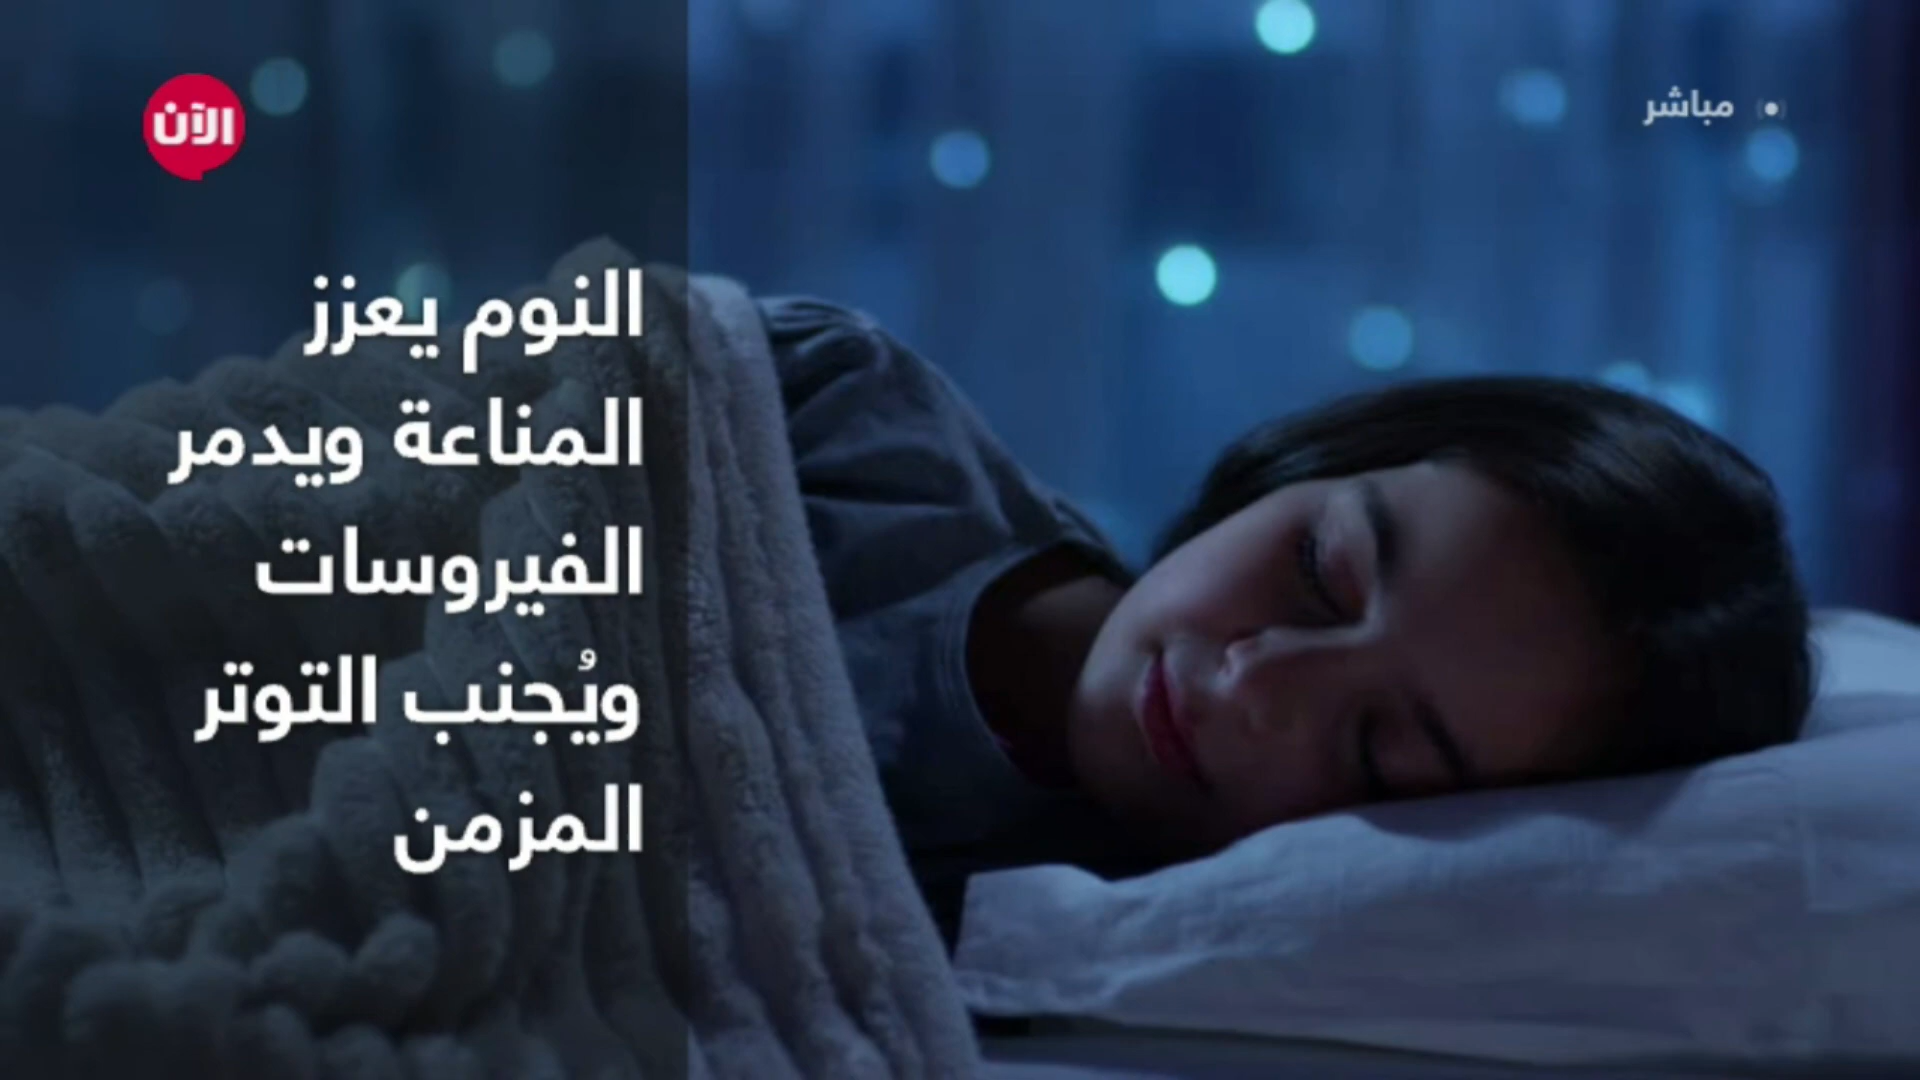 مباشر
الآن
النوم يعزز
المناعة ويدمر
الفيروسات
ويُجنب التوتر
المزمن